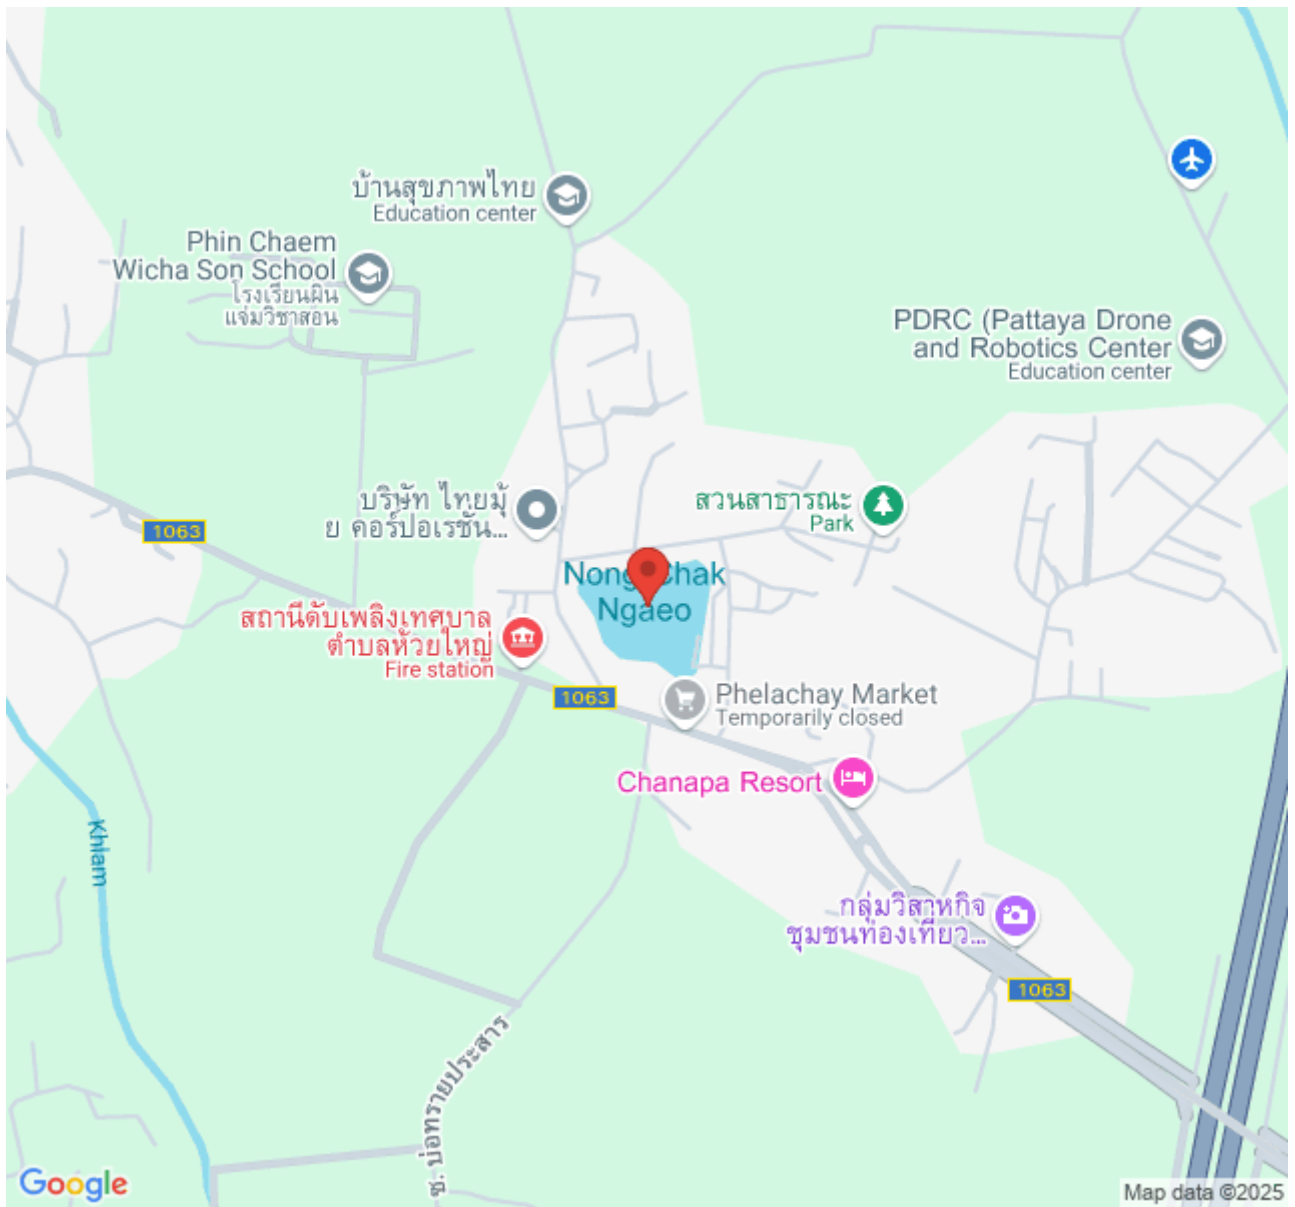 บ้านสุขภาพไทย
Education center
Phin Chaem
Wicha Son School
โรงเรียนผิน
แจ่มวิชาสอน
PDRC (Pattaya Drone
and Robotics Center
Education center
บริษัท ไทยมุ้
ย คอร์ปอเรชั่น...
สวนสาธารณะ
Park
1063
Nong Chak
Ngaeo
สถานีดับเพลิงเทศบาล
ตำบลห้วยใหญ่
Fire station
1063
Phelachay Market
Temporarily closed
Chanapa Resort
Khlam
กลุ่มวิสาหกิจ
ชุมชนท่องเที่ยว...
1063
ซ. บ่อทรายประสาร
Google
Map data ©2025